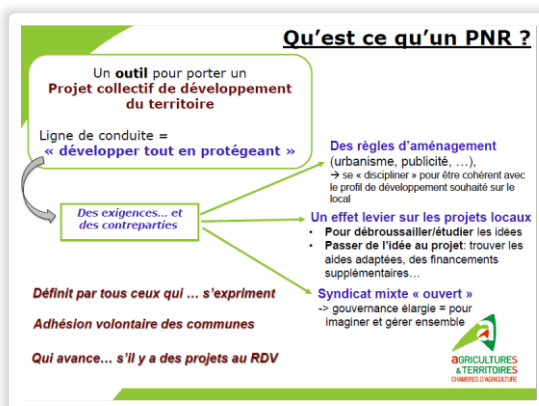 Qu'est ce qu'un PNR ?
Un outil pour porter un
Projet collectif de développement
du territoire
Ligne de conduite =
« développer tout en protégeant »
Des exigences... et
des contreparties
Des règles d'aménagement
(urbanisme, publicité, ...),
→ se « discipliner » pour être cohérent avec
le profil de développement souhaité sur le
local
Un effet levier sur les projets locaux
• Pour débroussailler/étudier les idées
• Passer de l'idée au projet: trouver les
aides adaptées, des financements
supplémentaires...
Syndicat mixte « ouvert »
-> gouvernance élargie = pour
imaginer et gérer ensemble
Définit par tous ceux qui ... s'expriment
Adhésion volontaire des communes
Qui avance... s'il y a des projets au RDV
aGRICULTURES
& TERRITOIRES
CHAMBRES D'AGRICULTURE